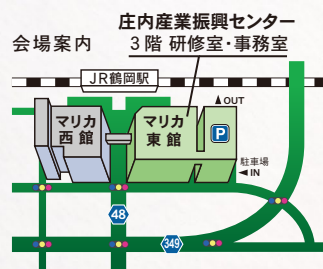 会場案内
庄内産業振興センター
3階 研修室・事務室
JR鶴岡駅
マリカ
西館
マリカ
東館
▲OUT
P
駐車場
◄IN
48
349